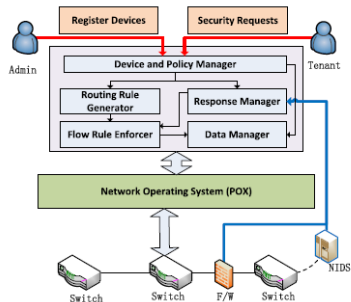 Register Devices
Security Requests
Admin
Tenant
Device and Policy Manager
Routing Rule
Generator
Response Manager
Flow Rule Enforcer
Data Manager
Network Operating System (POX)
Switch
Switch
F/W
Switch
NIDS